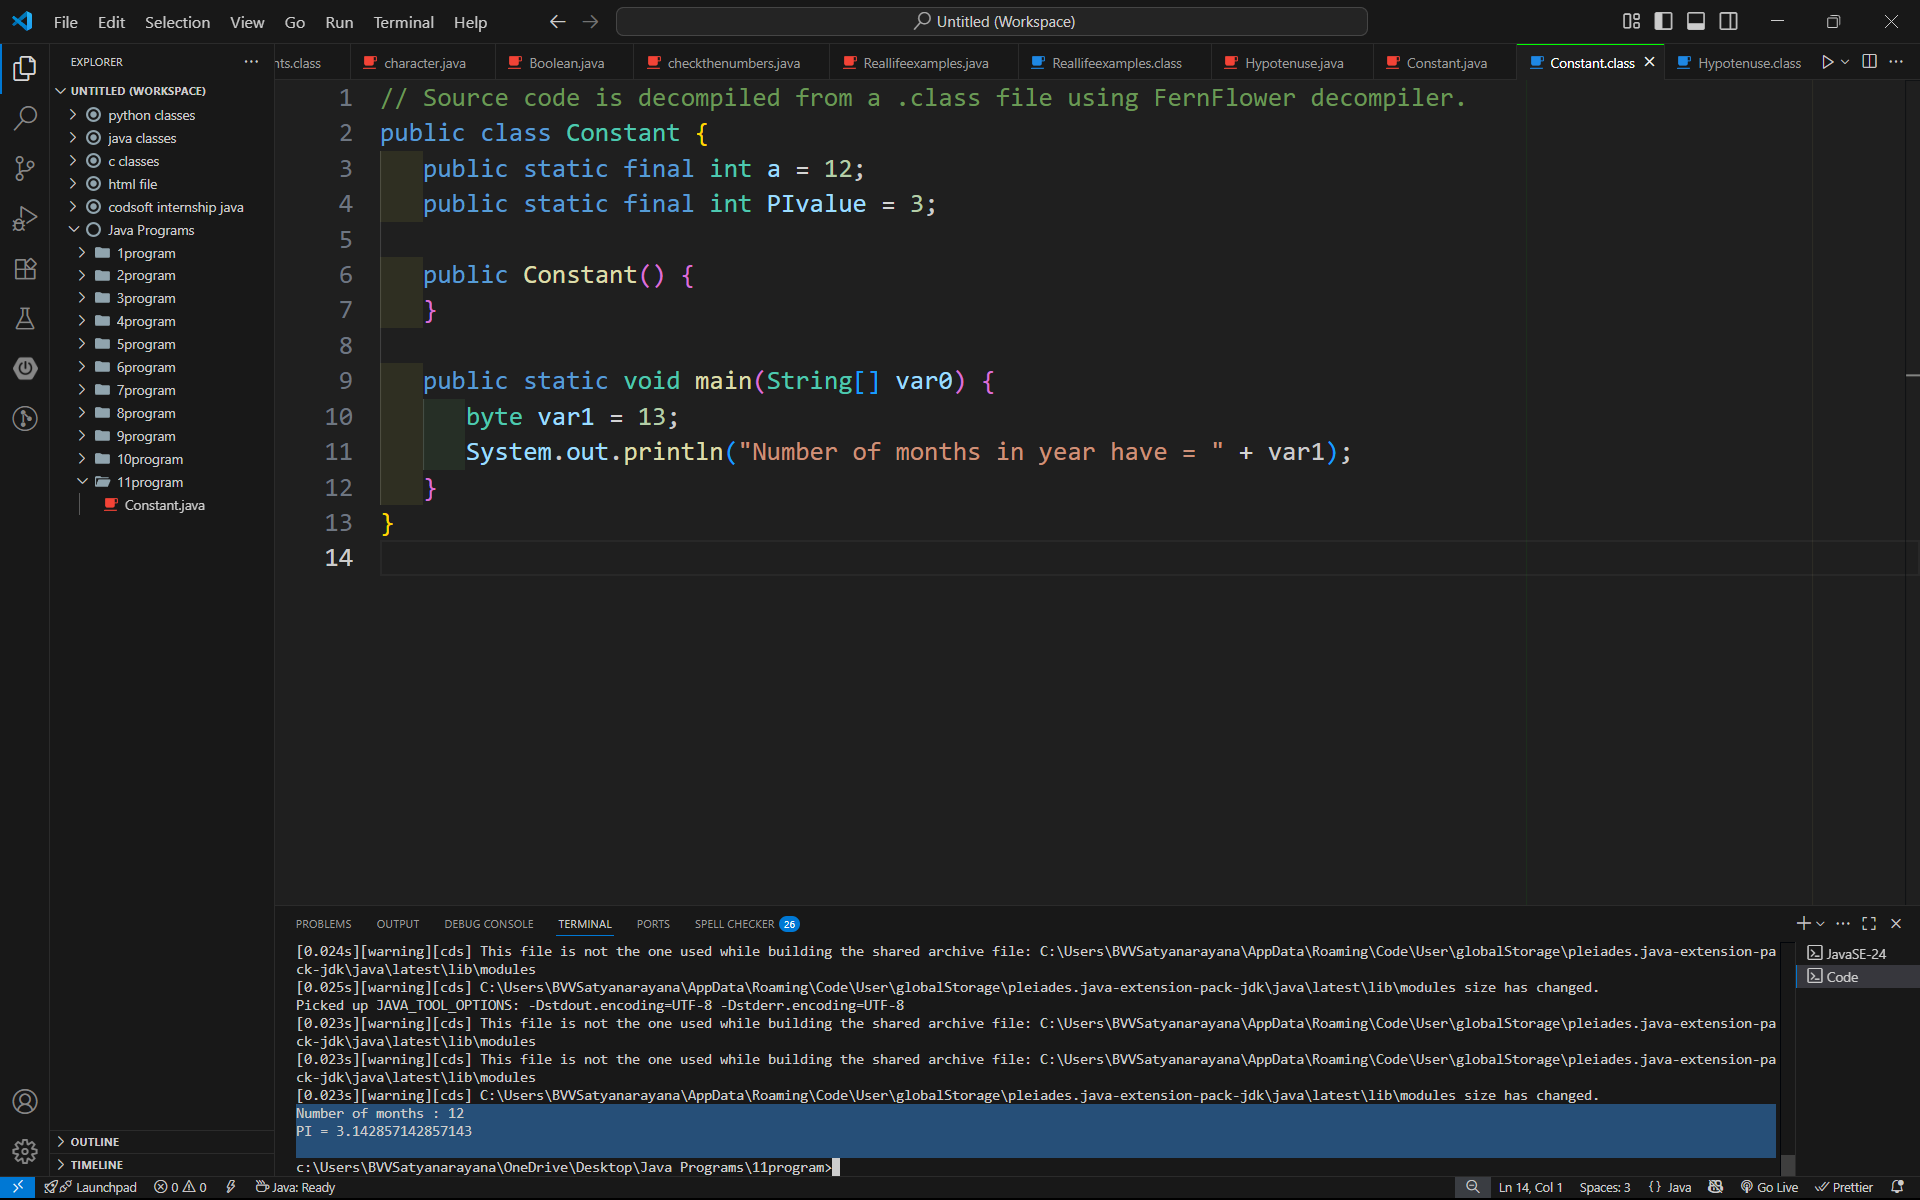 File Edit Selection View Go Run Terminal Help
Untitled (Workspace)
EXPLORER
UNTITLED (WORKSPACE)
python classes
java classes
c classes
html file
codsoft internship java
Java Programs
1program
2program
3program
4program
5program
6program
7program
8program
9program
10program
11program
Constant.java
OUTLINE
TIMELINE
nts.class character.java Boolean.java checkthenumbers.java Reallifeexamples.java Reallifeexamples.class Hypotenuse.java Constant.java Constant.class Hypotenuse.class
1 // Source code is decompiled from a .class file using FernFlower decompiler.
2 public class Constant {
3 public static final int a = 12;
4 public static final int PIvalue = 3;
5
6 public Constant() {
7 }
8
9 public static void main(String[] var0) {
10 byte var1 = 13;
11 System.out.println("Number of months in year have = " + var1);
12 }
13 }
14
PROBLEMS OUTPUT DEBUG CONSOLE TERMINAL PORTS SPELL CHECKER 26
[0.024s][warning][cds] This file is not the one used while building the shared archive file: C:\Users\BVVSatyanarayana\AppData\Roaming\Code\User\globalStorage\pleiades.java-extension-pa
ck-jdk\java\latest\lib\modules
[0.025s][warning][cds] C:\Users\BVVSatyanarayana\AppData\Roaming\Code\User\globalStorage\pleiades.java-extension-pack-jdk\java\latest\lib\modules size has changed.
Picked up JAVA_TOOL_OPTIONS: -Dstdout.encoding=UTF-8 -Dstderr.encoding=UTF-8
[0.023s][warning][cds] This file is not the one used while building the shared archive file: C:\Users\BVVSatyanarayana\AppData\Roaming\Code\User\globalStorage\pleiades.java-extension-pa
ck-jdk\java\latest\lib\modules
[0.023s][warning][cds] This file is not the one used while building the shared archive file: C:\Users\BVVSatyanarayana\AppData\Roaming\Code\User\globalStorage\pleiades.java-extension-pa
ck-jdk\java\latest\lib\modules
[0.023s][warning][cds] C:\Users\BVVSatyanarayana\AppData\Roaming\Code\User\globalStorage\pleiades.java-extension-pack-jdk\java\latest\lib\modules size has changed.
Number of months : 12
PI = 3.142857142857143
c:\Users\BVVSatyanarayana\OneDrive\Desktop\Java Programs\11program>
JavaSE-24
Code
Launchpad 0 0 Java: Ready Ln 14, Col 1 Spaces: 3 {} Java Go Live Prettier